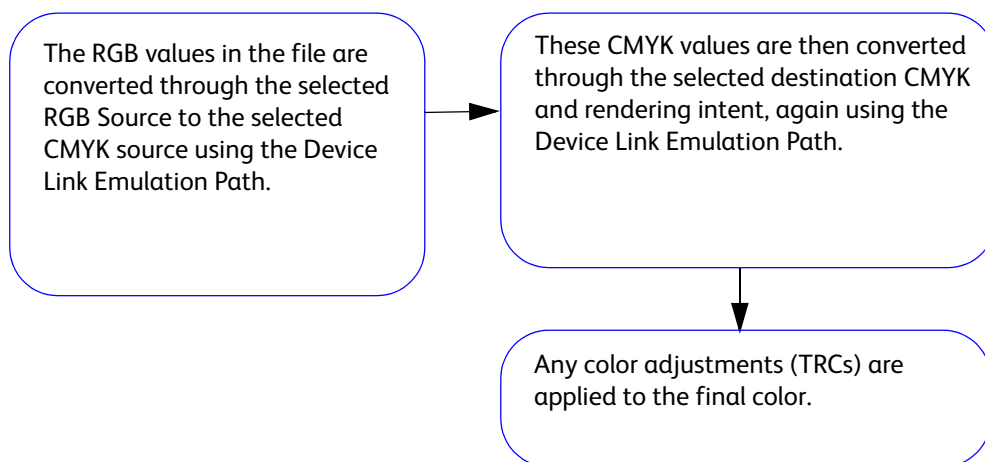 The RGB values in the file are
converted through the selected
RGB Source to the selected
CMYK source using the Device
Link Emulation Path.
These CMYK values are then converted
through the selected destination CMYK
and rendering intent, again using the
Device Link Emulation Path.
Any color adjustments (TRCs) are
applied to the final color.